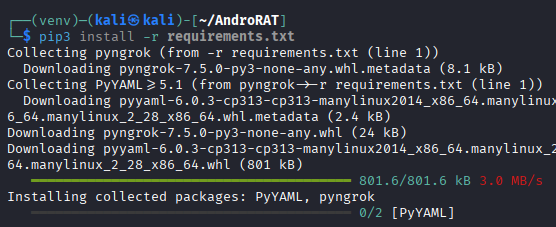 ┌──(venv)─(kali㉿kali)-[~/AndroRAT]
└─$ pip3 install -r requirements.txt
Collecting pyngrok (from -r requirements.txt (line 1))
  Downloading pyngrok-7.5.0-py3-none-any.whl.metadata (8.1 kB)
Collecting PyYAML>=5.1 (from pyngrok->-r requirements.txt (line 1))
  Downloading pyyaml-6.0.3-cp313-cp313-manylinux2014_x86_64.manylinux_2
6_64.manylinux_2_28_x86_64.whl.metadata (2.4 kB)
Downloading pyngrok-7.5.0-py3-none-any.whl (24 kB)
Downloading pyyaml-6.0.3-cp313-cp313-manylinux2014_x86_64.manylinux_2
64.manylinux_2_28_x86_64.whl (801 kB)
801.6/801.6 kB 3.0 MB/s
Installing collected packages: PyYAML, pyngrok
0/2 [PyYAML]